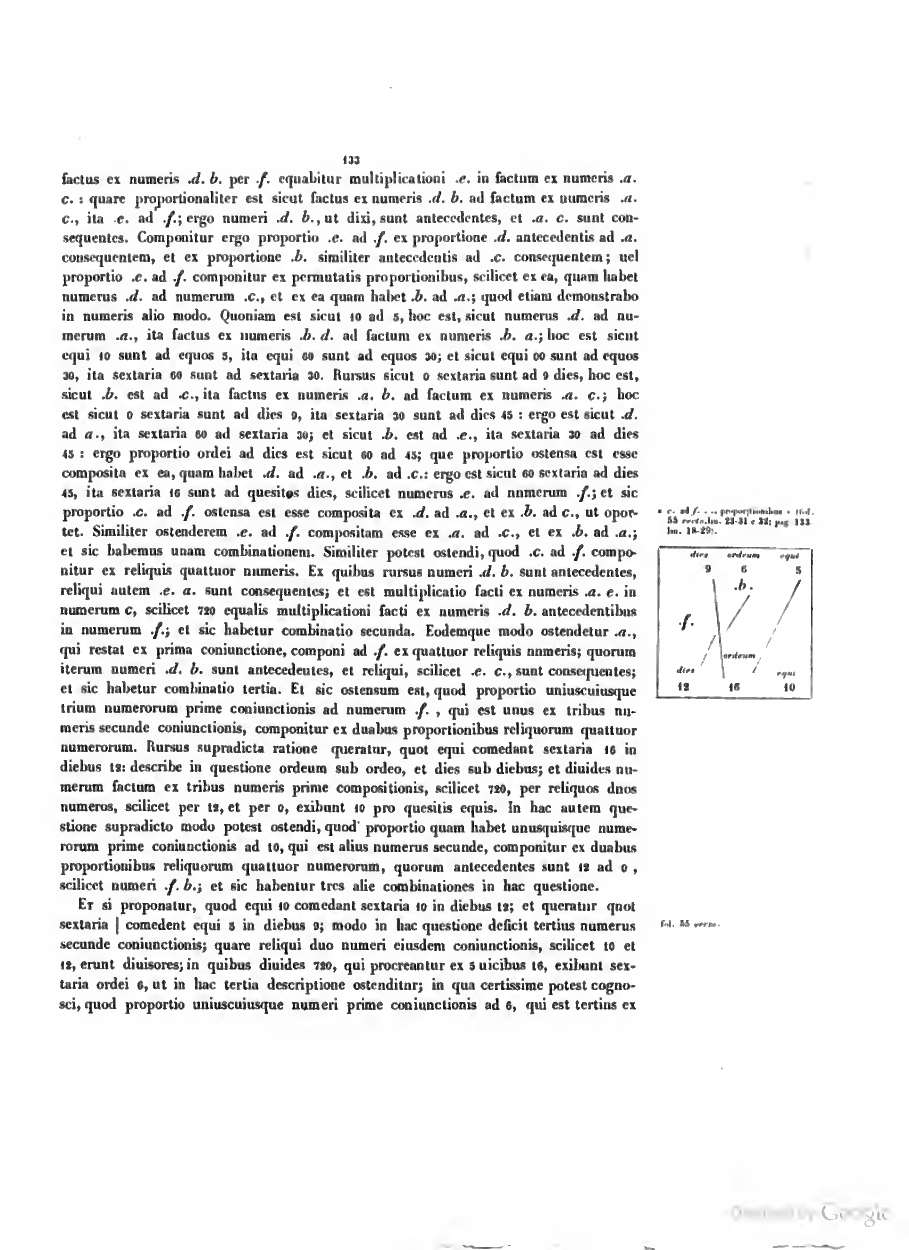 133
factus ex numeris .d. b. per .f. equabitur multiplicationi .e. in factum ex numeris .a.
c. : quare proportionaliter est sicut factus ex numeris .d. b. ad factum ex numeris .a.
c., ita .e. ad .f.; ergo numeri .d. b., ut dixi, sunt antecedentes, et .a. c. sunt con-
sequentes. Componitur ergo proportio .e. ad .f. ex proportione .d. antecedentis ad .a.
consequentem, et ex proportione .b. similiter antecedentis ad .c. consequentem; uel
proportio .e. ad .f. componitur ex permutatis proportionibus, scilicet ex ea, quam habet
numerus .d. ad numerum .c., et ex ea quam habet .b. ad .a.; quod etiam demonstrabo
in numeris alio modo. Quoniam est sicut 10 ad 5, hoc est, sicut numerus .d. ad nu-
merum .a., ita factus ex numeris .b. d. ad factum ex numeris .b. a.; hoc est sicut
equi 10 sunt ad equos 5, ita equi 60 sunt ad equos 30; et sicut equi 60 sunt ad equos
30, ita sextaria 60 sunt ad sextaria 30. Rursus sicut 6 sextaria sunt ad 9 dies, hoc est,
sicut .b. est ad .c., ita factus ex numeris .a. b. ad factum ex numeris .a. c.; hoc
est sicut 6 sextaria sunt ad dies 9, ita sextaria 30 sunt ad dies 45 : ergo est sicut .d.
ad a., ita sextaria 60 ad sextaria 30; et sicut .b. est ad .e., ita sextaria 30 ad dies
45 : ergo proportio ordei ad dies est sicut 60 ad 45; que proportio ostensa est esse
composita ex ea, quam habet .d. ad .a., et .b. ad .c.: ergo est sicut 60 sextaria ad dies
45, ita sextaria 16 sunt ad quesitos dies, scilicet numerus .e. ad numerum .f.; et sic
proportio .c. ad .f. ostensa est esse composita ex .d. ad .a., et ex .b. ad c., ut opor-
tet. Similiter ostenderem .e. ad .f. compositam esse ex .a. ad .c., et ex .b. ad .a.;
et sic habemus unam combinationem. Similiter potest ostendi, quod .c. ad .f. compo-
nitur ex reliquis quattuor numeris. Ex quibus rursus numeri .d. b. sunt antecedentes,
reliqui autem .e. a. sunt consequentes; et est multiplicatio facti ex numeris .a. e. in
numerum c, scilicet 720 equalis multiplicationi facti ex numeris .d. b. antecedentibus
in numerum .f.; et sic habetur combinatio secunda. Eodemque modo ostendetur .a.,
qui restat ex prima coniunctione, componi ad .f. ex quattuor reliquis numeris; quorum
iterum numeri .d. b. sunt antecedentes, et reliqui, scilicet .e. c., sunt consequentes;
et sic habetur combinatio tertia. Et sic ostensum est, quod proportio uniuscuiusque
trium numerorum prime coniunctionis ad numerum .f. , qui est unus ex tribus nu-
meris secunde coniunctionis, componitur ex duabus proportionibus reliquorum quattuor
numerorum. Rursus supradicta ratione queratur, quot equi comedant sextaria 16 in
diebus 12: describe in questione ordeum sub ordeo, et dies sub diebus; et diuides nu-
merum factum ex tribus numeris prime compositionis, scilicet 720, per reliquos duos
numeros, scilicet per 12, et per 6, exibunt 10 pro quesitis equis. In hac autem que-
stione supradicto modo potest ostendi, quod proportio quam habet unusquisque nume-
rorum prime coniunctionis ad 10, qui est alius numerus secunde, componitur ex duabus
proportionibus reliquorum quattuor numerorum, quorum antecedentes sunt 12 ad 6 ,
scilicet numeri .f. b.; et sic habentur tres alie combinationes in hac questione.
Et si proponatur, quod equi 10 comedant sextaria 10 in diebus 12; et queratur quot
sextaria | comedent equi 5 in diebus 9; modo in hac questione deficit tertius numerus
secunde coniunctionis; quare reliqui duo numeri eiusdem coniunctionis, scilicet 10 et
12, erunt diuisores; in quibus diuides 720, qui procreantur ex 5 uicibus 16, exibunt sex-
taria ordei 6, ut in hac tertia descriptione ostenditur; in qua certissime potest cogno-
sci, quod proportio uniuscuiusque numeri prime coniunctionis ad 6, qui est tertius ex
« c. ad f. . .. proportionibus » (fol.
55 recto, lin. 23-31 e 32; pag. 133
lin. 18-29).
dies ordeum equi
9 6 5
.b.
.f.
ordeum
dies equi
12 16 10
fol. 55 verso.
Digitized by Google